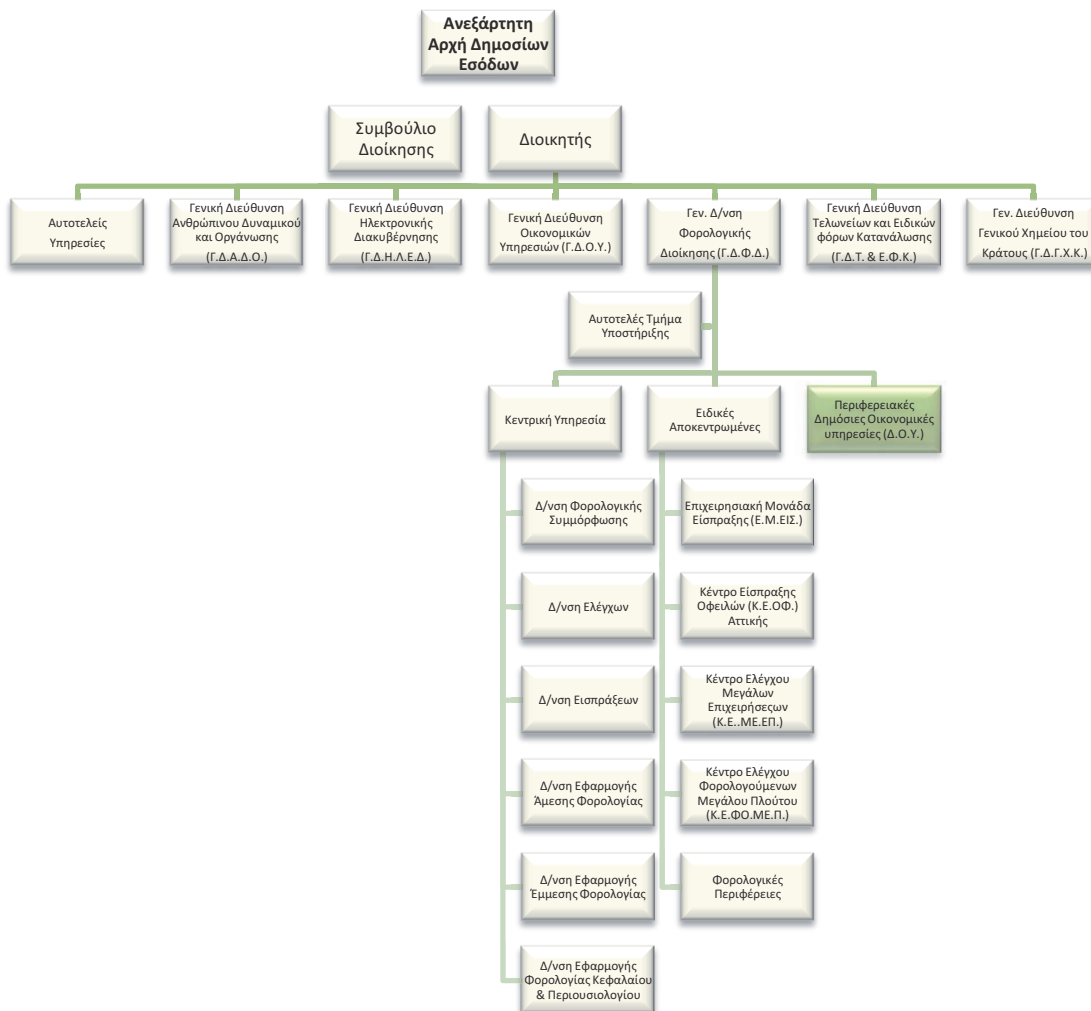 Ανεξάρτητη
Αρχή Δημοσίων
Εσόδων
Συμβούλιο
Διοίκησης
Διοικητής
Αυτοτελείς
Υπηρεσίες
Γενική Διεύθυνση
Ανθρώπινου Δυναμικού
και Οργάνωσης
(Γ.Δ.Α.Δ.Ο.)
Γενική Διεύθυνση
Ηλεκτρονικής
Διακυβέρνησης
(Γ.Δ.Η.Λ.Ε.Δ.)
Γενική Διεύθυνση
Οικονομικών
Υπηρεσιών (Γ.Δ.Ο.Υ.)
Γεν. Δ/νση
Φορολογικής
Διοίκησης (Γ.Δ.Φ.Δ.)
Γενική Διεύθυνση
Τελωνείων και Ειδικών
φόρων Κατανάλωσης
(Γ.Δ.Τ. & Ε.Φ.Κ.)
Γεν. Διεύθυνση
Γενικού Χημείου του
Κράτους (Γ.Δ.Γ.Χ.Κ.)
Αυτοτελές Τμήμα
Υποστήριξης
Κεντρική Υπηρεσία
Ειδικές
Αποκεντρωμένες
Περιφερειακές
Δημόσιες Οικονομικές
υπηρεσίες (Δ.Ο.Υ.)
Δ/νση Φορολογικής
Συμμόρφωσης
Δ/νση Ελέγχων
Δ/νση Εισπράξεων
Δ/νση Εφαρμογής
Άμεσης Φορολογίας
Δ/νση Εφαρμογής
Έμμεσης Φορολογίας
Δ/νση Εφαρμογής
Φορολογίας Κεφαλαίου
& Περιουσιολογίου
Επιχειρησιακή Μονάδα
Είσπραξης (Ε.Μ.ΕΙΣ.)
Κέντρο Είσπραξης
Οφειλών (Κ.Ε.ΟΦ.)
Αττικής
Κέντρο Ελέγχου
Μεγάλων
Επιχειρήσεςων
(Κ.Ε..ΜΕ.ΕΠ.)
Κέντρο Ελέγχου
Φορολογούμενων
Μεγάλου Πλούτου
(Κ.Ε.ΦΟ.ΜΕ.Π.)
Φορολογικές
Περιφέρειες